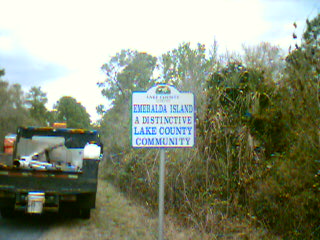 LAKE COUNTY
EMERALDA ISLAND
A DISTINCTIVE
LAKE COUNTY
COMMUNITY